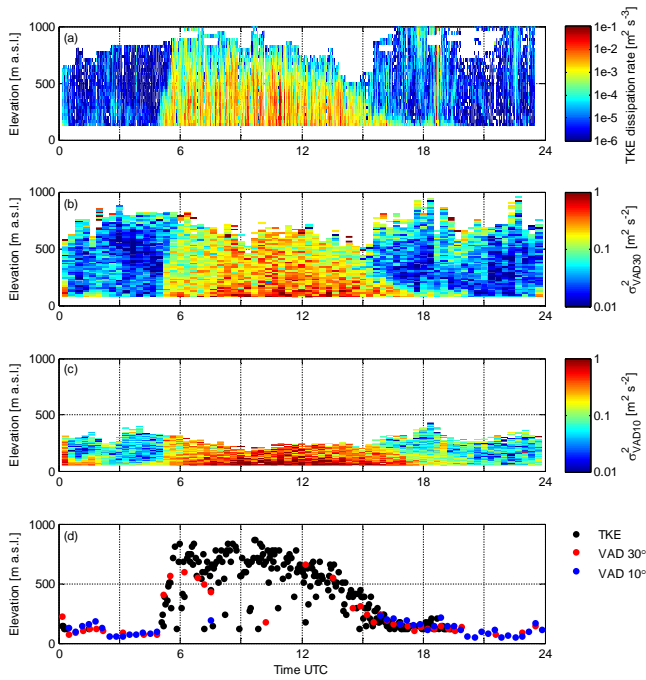 (a)
Elevation [m a.s.l.]
1000
500
0
0 6 12 18 24
1e-1
1e-2
1e-3
1e-4
1e-5
1e-6
TKE dissipation rate [m² s⁻³]
(b)
Elevation [m a.s.l.]
1000
500
0
0 6 12 18 24
1
0.1
0.01
σ²VAD30 [m² s⁻²]
(c)
Elevation [m a.s.l.]
1000
500
0
0 6 12 18 24
1
0.1
0.01
σ²VAD10 [m² s⁻²]
(d)
Elevation [m a.s.l.]
1000
500
0
0 6 12 18 24
Time UTC
TKE
VAD 30°
VAD 10°